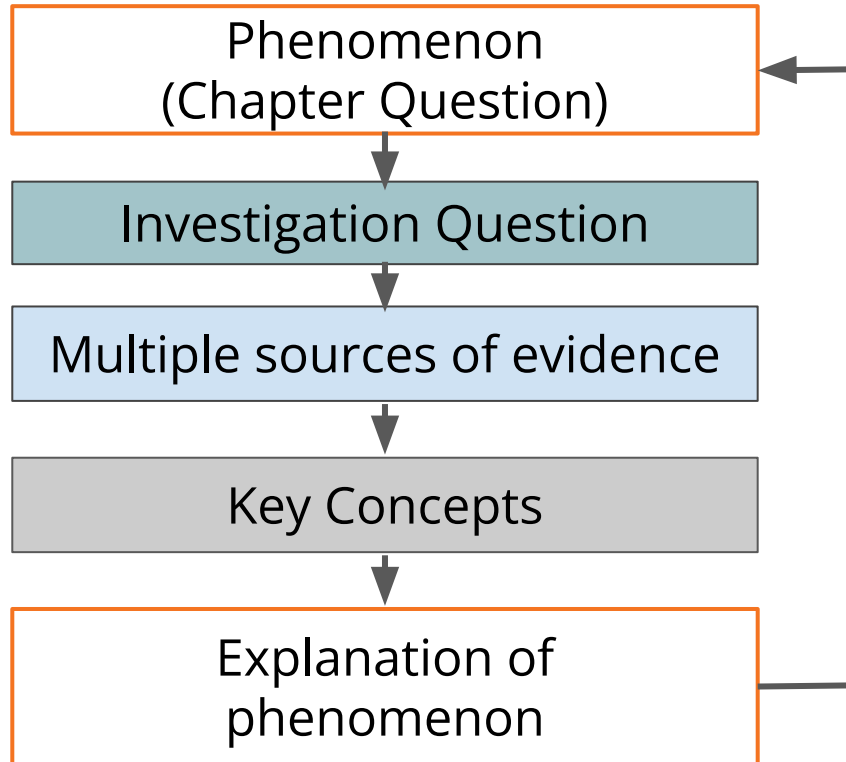 Phenomenon
(Chapter Question)
Investigation Question
Multiple sources of evidence
Key Concepts
Explanation of
phenomenon